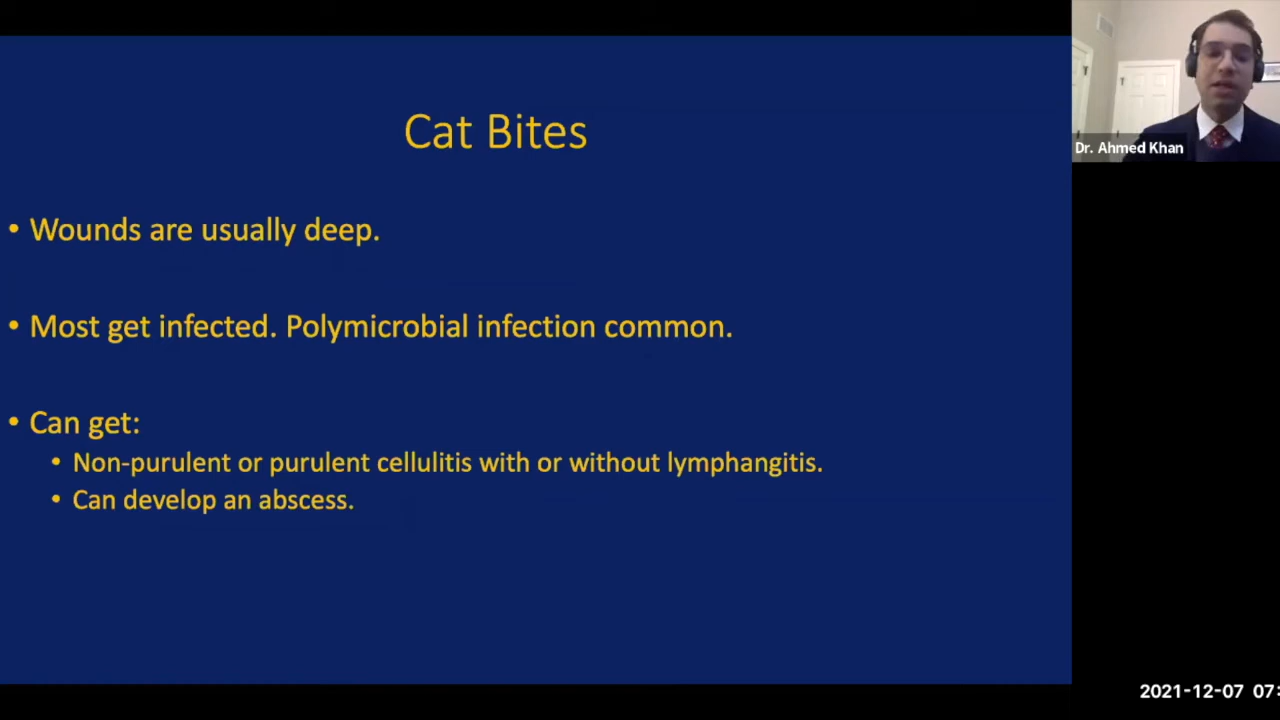 Cat Bites
• Wounds are usually deep.
• Most get infected. Polymicrobial infection common.
• Can get:
• Non-purulent or purulent cellulitis with or without lymphangitis.
• Can develop an abscess.
Dr. Ahmed Khan
2021-12-07 07: